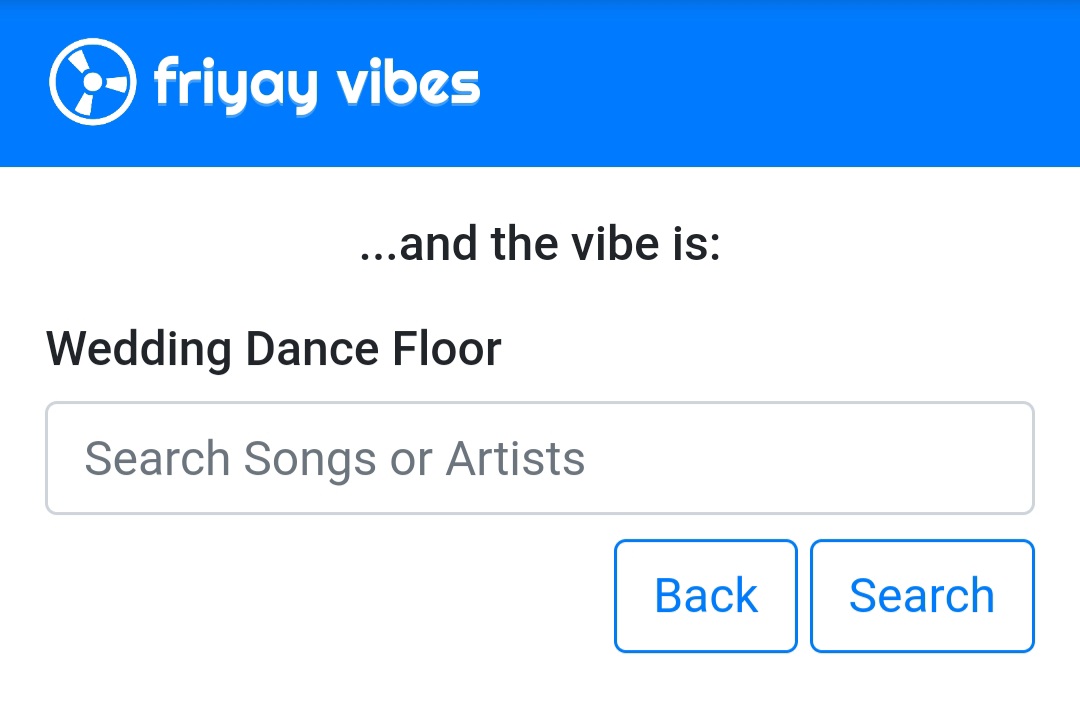 friyay vibes
...and the vibe is:
Wedding Dance Floor
Search Songs or Artists
Back Search